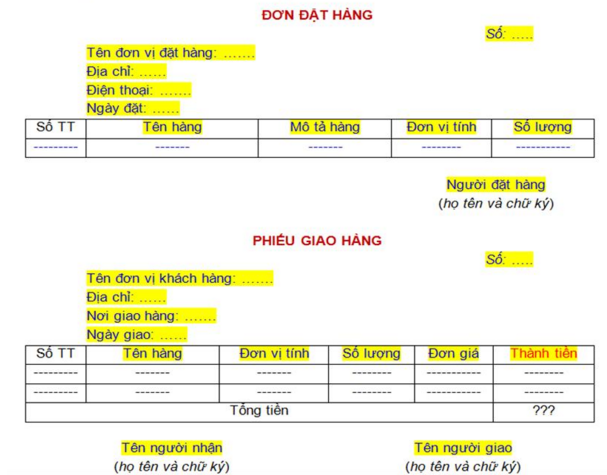 ĐƠN ĐẶT HÀNG
Số: .....
Tên đơn vị đặt hàng: .......
Địa chỉ: ......
Điện thoại: .......
Ngày đặt: ......
Số TT Tên hàng Mô tả hàng Đơn vị tính Số lượng
--------- ------- ------- ------- -----------
Người đặt hàng
(họ tên và chữ ký)
PHIẾU GIAO HÀNG
Số: .....
Tên đơn vị khách hàng: .......
Địa chỉ: ......
Nơi giao hàng: .......
Ngày giao: ......
Số TT Tên hàng Đơn vị tính Số lượng Đơn giá Thành tiền
--------- ------- ------- ------- ----------- --------
--------- ------- ------- ------- ----------- --------
Tổng tiền ???
Tên người nhận Tên người giao
(họ tên và chữ ký) (họ tên và chữ ký)